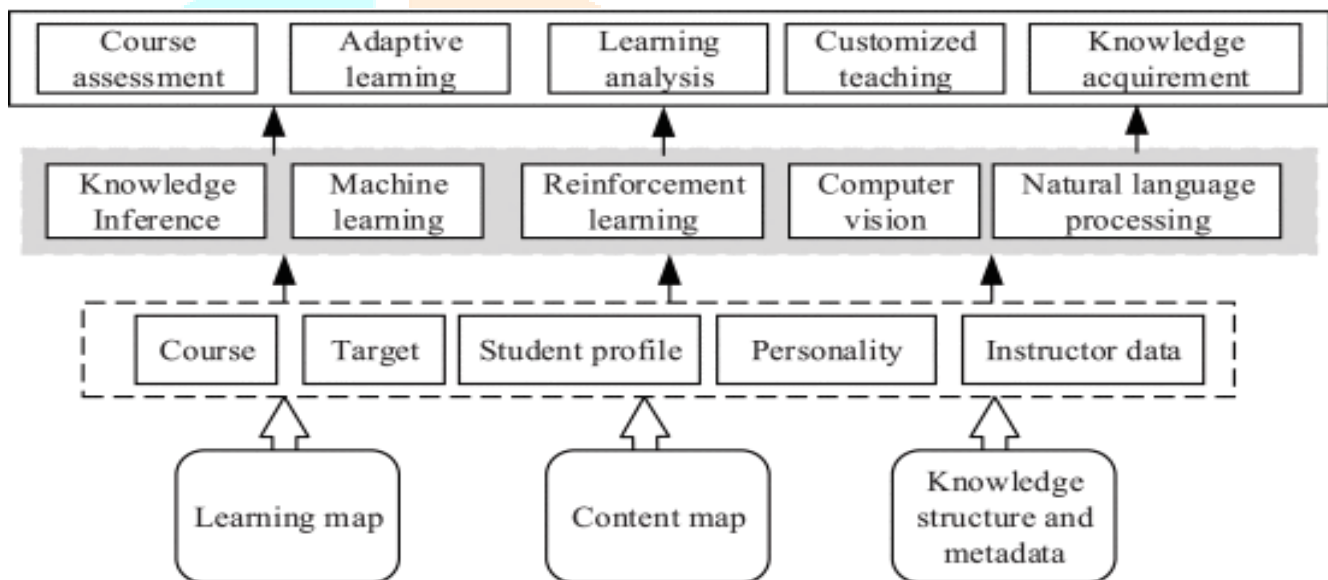 Course
assessment
Adaptive
learning
Learning
analysis
Customized
teaching
Knowledge
acquirement
Knowledge
Inference
Machine
learning
Reinforcement
learning
Computer
vision
Natural language
processing
Course
Target
Student profile
Personality
Instructor data
Learning map
Content map
Knowledge
structure and
metadata